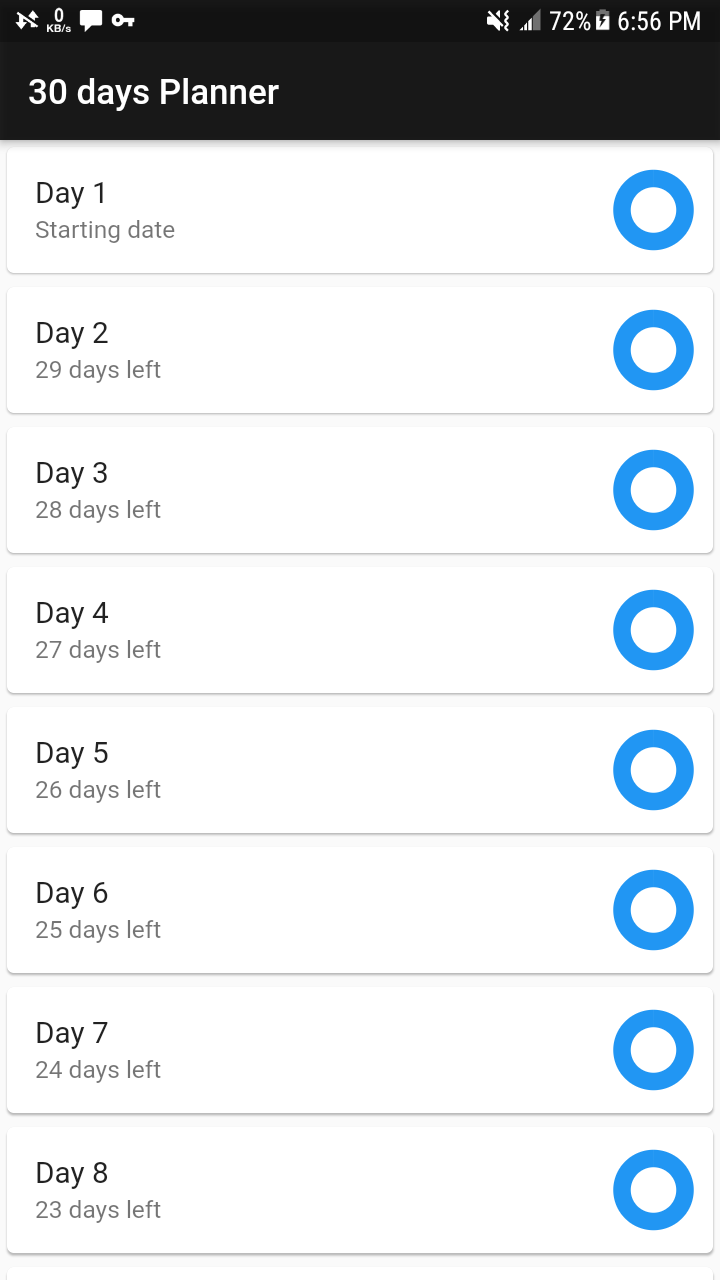 0
KB/s
72%
6:56 PM
30 days Planner
Day 1
Starting date
Day 2
29 days left
Day 3
28 days left
Day 4
27 days left
Day 5
26 days left
Day 6
25 days left
Day 7
24 days left
Day 8
23 days left